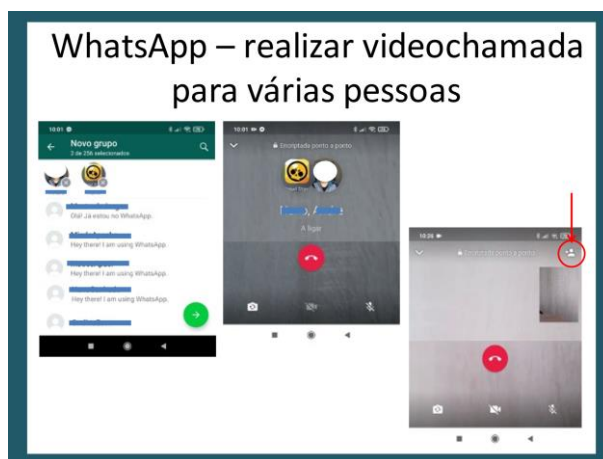 WhatsApp – realizar videochamada
para várias pessoas
10:01
Novo grupo
2 de 256 selecionados
Olá! Já estou no WhatsApp.
Hey there! I am using WhatsApp.
Hey there! I am using WhatsApp.
Hey there! I am using WhatsApp.
10:01
Encriptada ponto a ponto
A ligar
10:26
Encriptada ponto a ponto